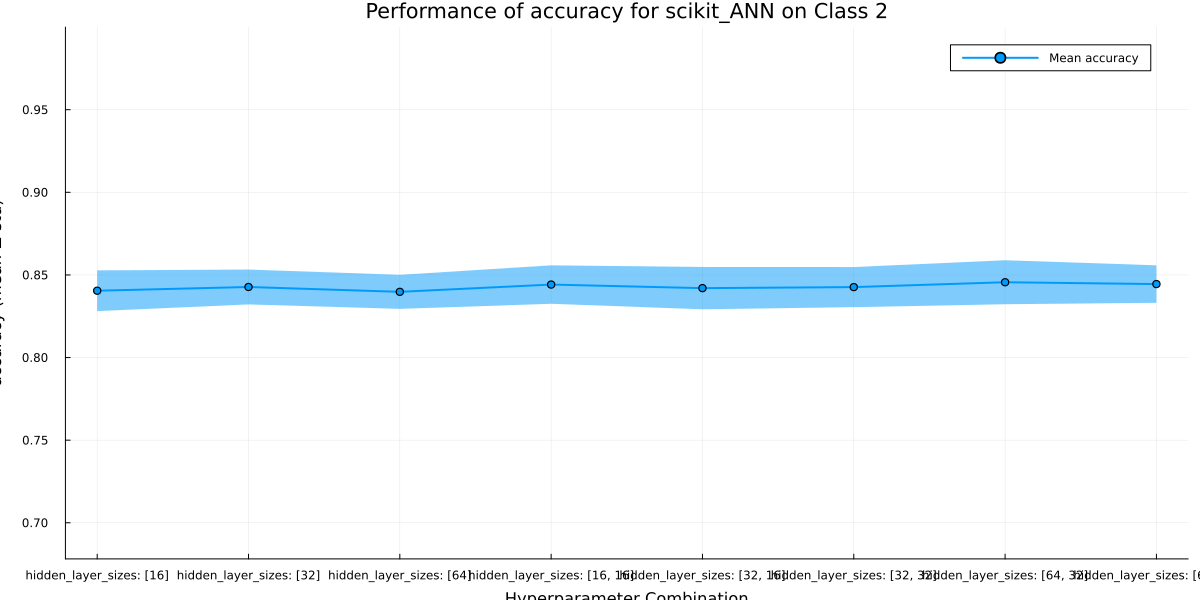 Performance of accuracy for scikit_ANN on Class 2
Mean accuracy
0.95
0.90
0.85
0.80
0.75
0.70
hidden_layer_sizes: [16] hidden_layer_sizes: [32] hidden_layer_sizes: [64] hidden_layer_sizes: [16, 16] hidden_layer_sizes: [32, 16] hidden_layer_sizes: [32, 32] hidden_layer_sizes: [64, 32] hidden_layer_sizes:
Hyperparameter Combination